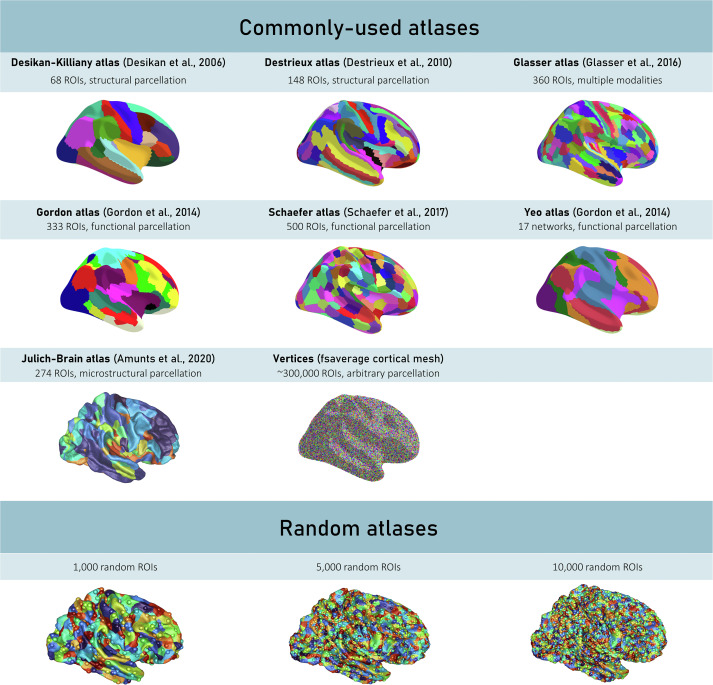 Commonly-used atlases
Desikan-Killiany atlas (Desikan et al., 2006)
68 ROIs, structural parcellation
Destrieux atlas (Destrieux et al., 2010)
148 ROIs, structural parcellation
Glasser atlas (Glasser et al., 2016)
360 ROIs, multiple modalities
Gordon atlas (Gordon et al., 2014)
333 ROIs, functional parcellation
Schaefer atlas (Schaefer et al., 2017)
500 ROIs, functional parcellation
Yeo atlas (Gordon et al., 2014)
17 networks, functional parcellation
Julich-Brain atlas (Amunts et al., 2020)
274 ROIs, microstructural parcellation
Vertices (fsaverage cortical mesh)
~300,000 ROIs, arbitrary parcellation
Random atlases
1,000 random ROIs
5,000 random ROIs
10,000 random ROIs